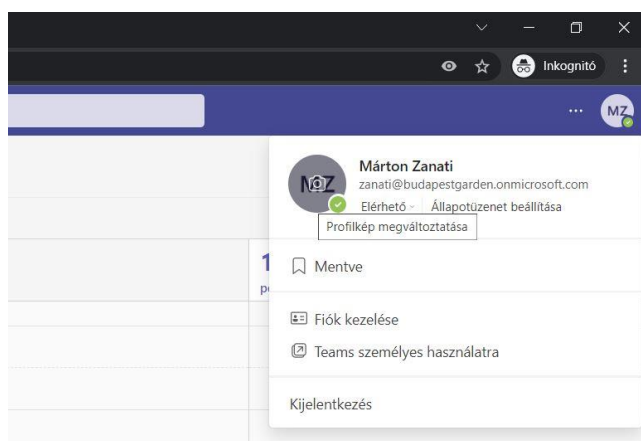 Inkognitó
MZ
Márton Zanati
zanati@budapestgarden.onmicrosoft.com
Elérhető
Állapotüzenet beállítása
Profilkép megváltoztatása
Mentve
Fiók kezelése
Teams személyes használatra
Kijelentkezés